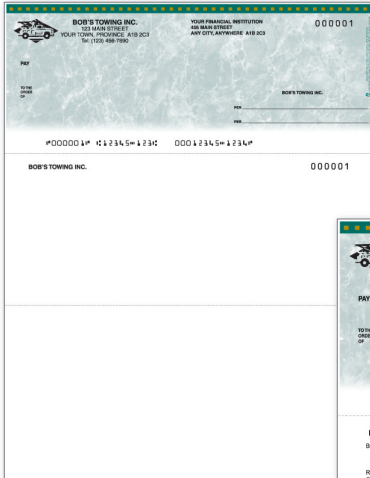 BOB'S TOWING INC.
123 MAIN STREET
YOUR TOWN, PROVINCE A1B 2C3
Tel: (123) 456-7890
YOUR FINANCIAL INSTITUTION
456 MAIN STREET
ANY CITY, ANYWHERE A1B 2C3
000001
PAY
TO THE
ORDER
OF
BOB'S TOWING INC.
PER
PER
⑈000001⑈ ⑆12345⑉123⑆ 00012345⑉1234⑈
BOB'S TOWING INC.
000001
PAY
TO THE
ORDER
OF